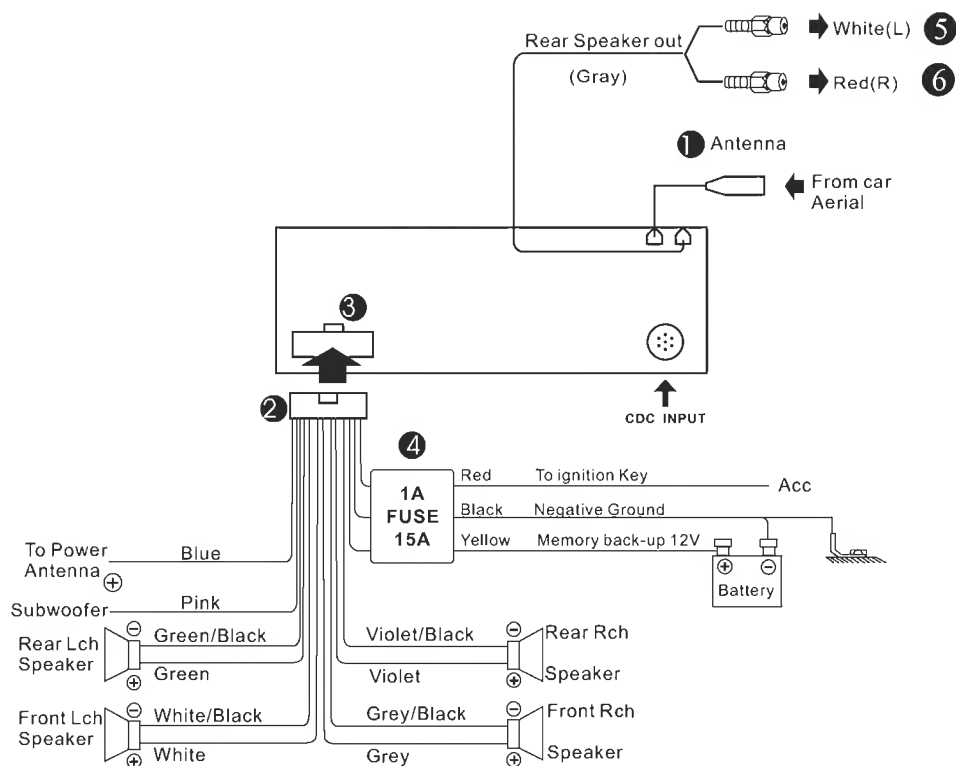 Rear Speaker out
(Gray)
White(L) 5
Red(R) 6
1 Antenna
From car
Aerial
3
2
CDC INPUT
4
1A
FUSE
15A
Red To ignition Key Acc
Black Negative Ground
Yellow Memory back-up 12V
⊕ ⊖
Battery
To Power
Antenna ⊕
Blue
Subwoofer
Pink
Rear Lch
Speaker
⊖ Green/Black
⊕ Green
Violet/Black ⊖
Violet ⊕
Rear Rch
Speaker
Front Lch
Speaker
⊖ White/Black
⊕ White
Grey/Black ⊖
Grey ⊕
Front Rch
Speaker